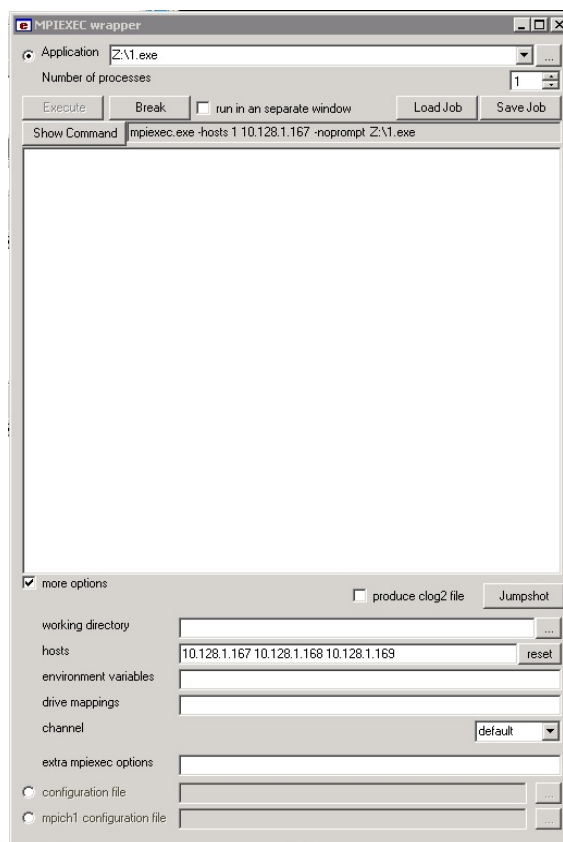 MPIEXEC wrapper
Application Z:\1.exe ...
Number of processes 1
Execute Break run in an separate window Load Job Save Job
Show Command mpiexec.exe -hosts 1 10.128.1.167 -noprompt Z:\1.exe
more options
produce clog2 file Jumpshot
working directory ...
hosts 10.128.1.167 10.128.1.168 10.128.1.169 reset
environment variables
drive mappings
channel default
extra mpiexec options
configuration file ...
mpich1 configuration file ...